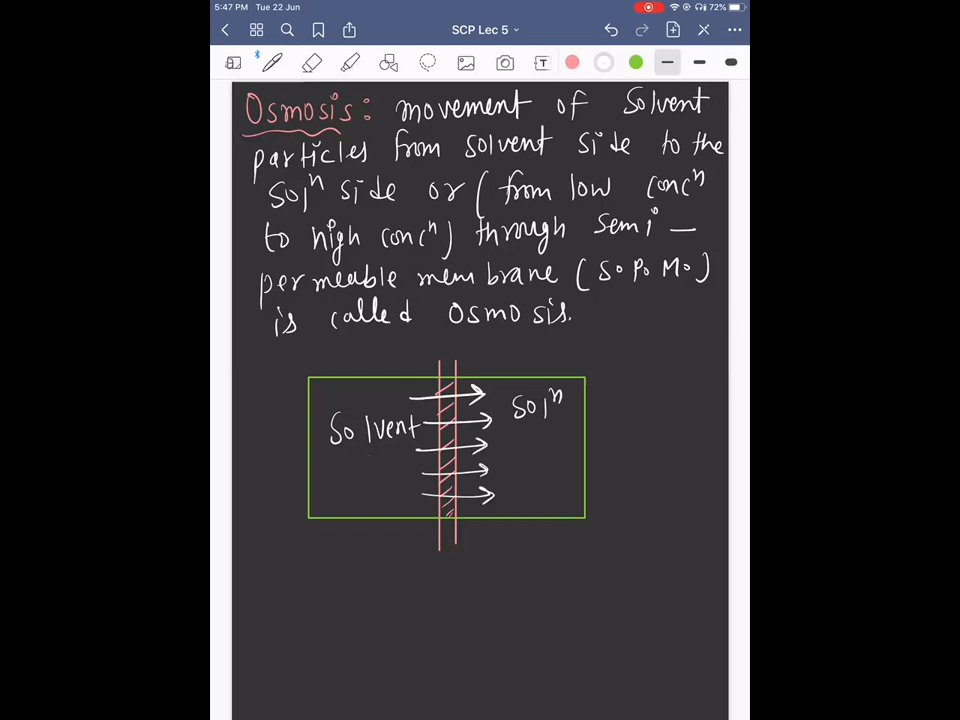 5:47 PM Tue 22 Jun 72%
SCP Lec 5
T
Osmosis: movement of solvent
particles from solvent side to the
Solⁿ side or (from low concⁿ
to high concⁿ) through semi –
permeable membrane (S.P.M.)
is called osmosis.
Solvent Solⁿ